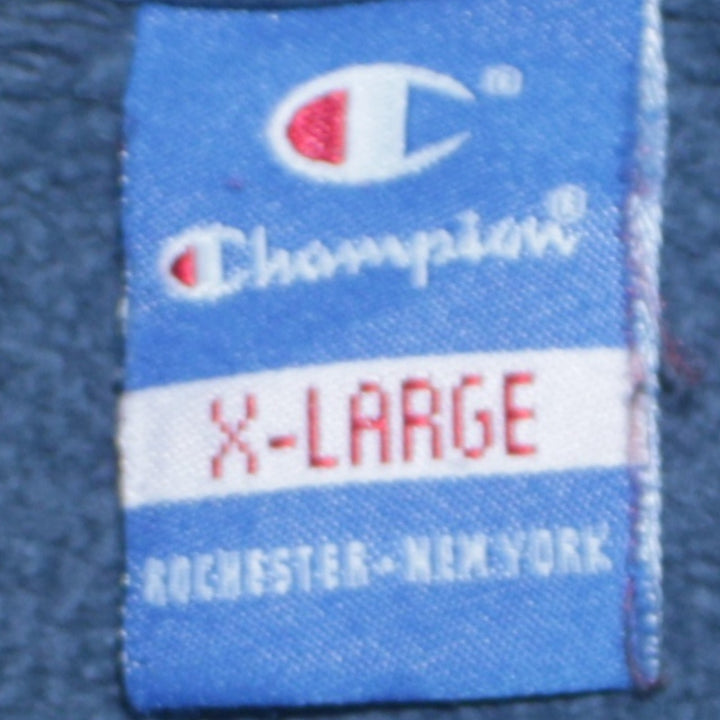 C®
Champion®
X-LARGE
ROCHESTER-NEW YORK